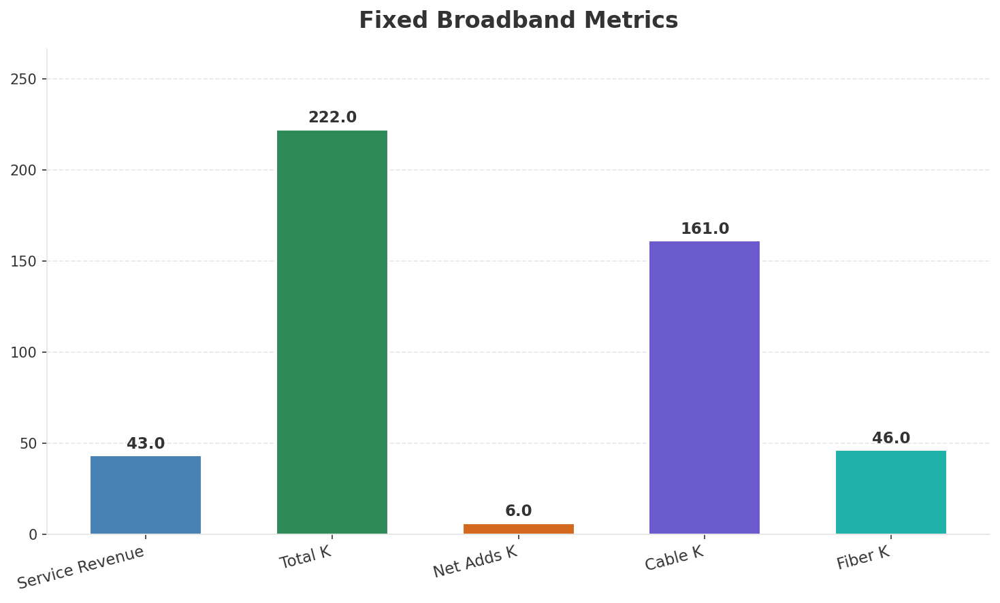 Fixed Broadband Metrics
250
200
150
100
50
0
222.0
161.0
43.0
46.0
6.0
Service Revenue
Total K
Net Adds K
Cable K
Fiber K